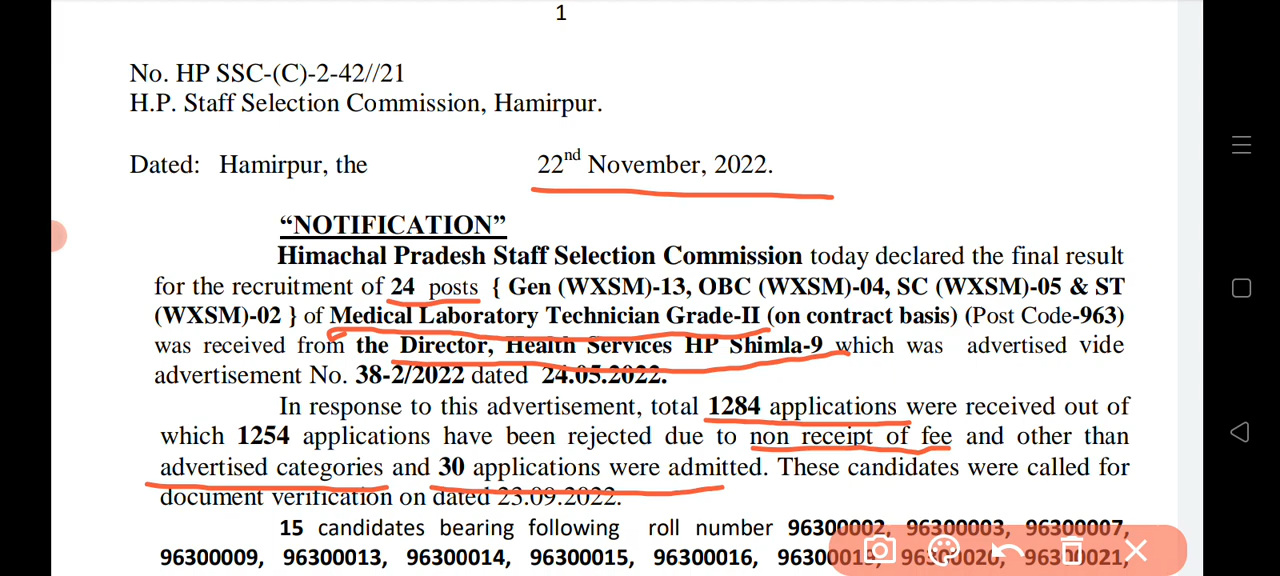 1
No. HP SSC-(C)-2-42//21
H.P. Staff Selection Commission, Hamirpur.
Dated: Hamirpur, the 22nd November, 2022.
“NOTIFICATION”
Himachal Pradesh Staff Selection Commission today declared the final result
for the recruitment of 24 posts { Gen (WXSM)-13, OBC (WXSM)-04, SC (WXSM)-05 & ST
(WXSM)-02 } of Medical Laboratory Technician Grade-II (on contract basis) (Post Code-963)
was received from the Director, Health Services HP Shimla-9 which was advertised vide
advertisement No. 38-2/2022 dated 24.05.2022.
In response to this advertisement, total 1284 applications were received out of
which 1254 applications have been rejected due to non receipt of fee and other than
advertised categories and 30 applications were admitted. These candidates were called for
document verification on dated 23.09.2022.
15 candidates bearing following roll number 96300002, 96300003, 96300007,
96300009, 96300013, 96300014, 96300015, 96300016, 96300019, 96300020, 96300021,